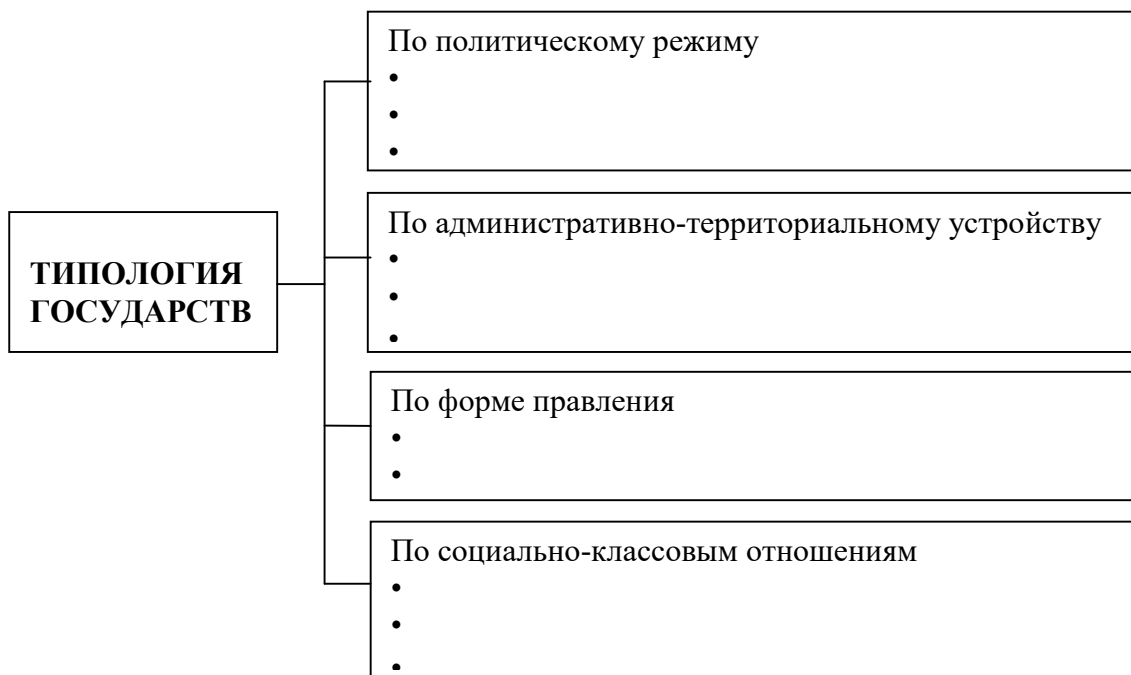 По политическому режиму
•
•
•
По административно-территориальному устройству
•
•
•
ТИПОЛОГИЯ
ГОСУДАРСТВ
По форме правления
•
•
По социально-классовым отношениям
•
•
•